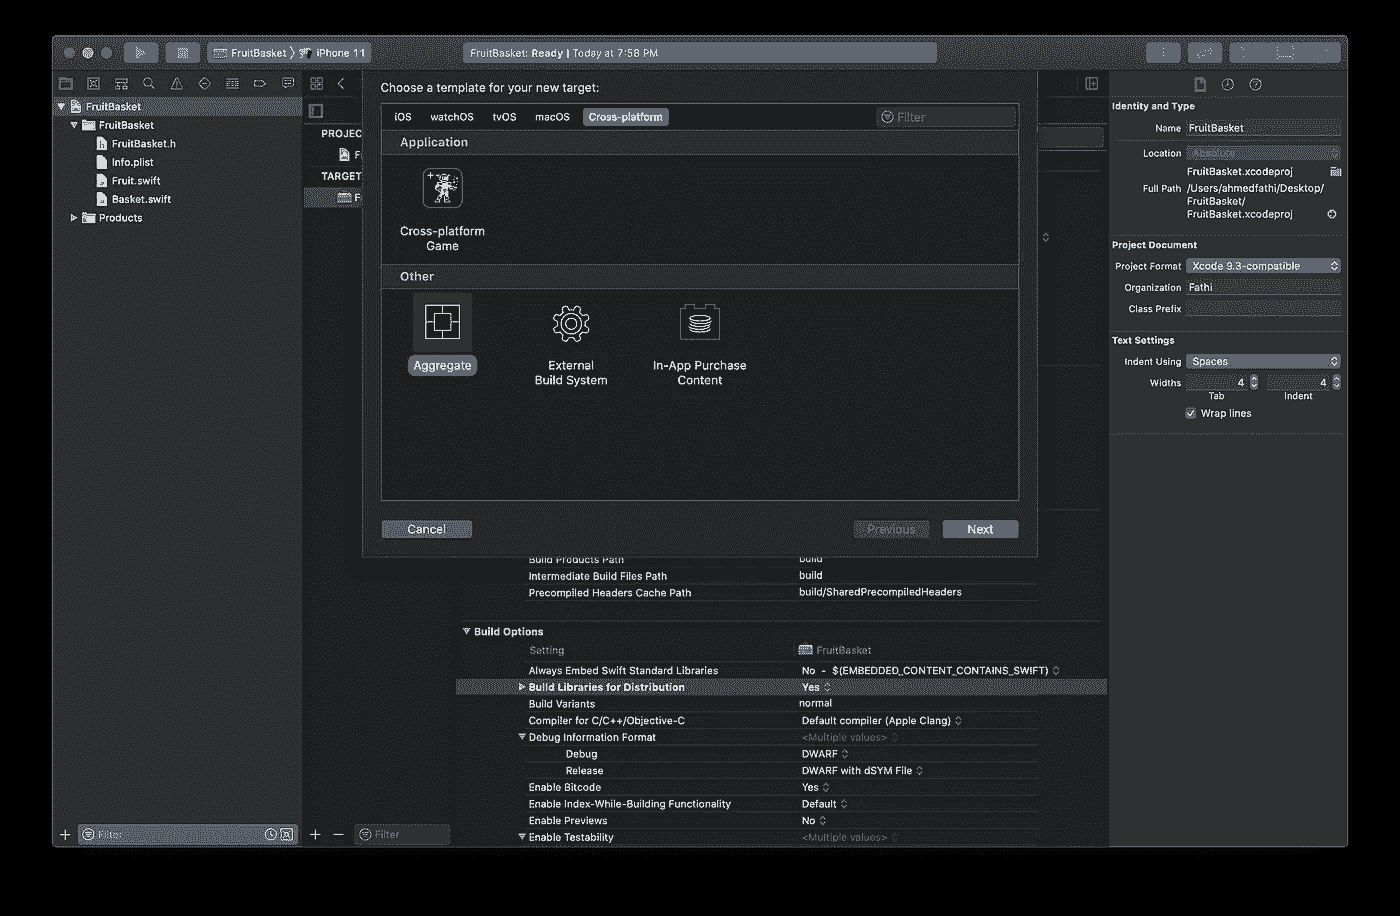 FruitBasket 〉 iPhone 11
FruitBasket: Ready | Today at 7:58 PM
FruitBasket
FruitBasket
FruitBasket.h
Info.plist
Fruit.swift
Basket.swift
Products
Filter
PROJEC
F
TARGET
F
Filter
Choose a template for your new target:
iOS watchOS tvOS macOS Cross-platform Filter
Application
Cross-platform
Game
Other
Aggregate
External
Build System
In-App Purchase
Content
Cancel Previous Next
Build Products Path build
Intermediate Build Files Path build
Precompiled Headers Cache Path build/SharedPrecompiledHeaders
Build Options
Setting FruitBasket
Always Embed Swift Standard Libraries No - $(EMBEDDED_CONTENT_CONTAINS_SWIFT)
Build Libraries for Distribution Yes
Build Variants normal
Compiler for C/C++/Objective-C Default compiler (Apple Clang)
Debug Information Format <Multiple values>
Debug DWARF
Release DWARF with dSYM File
Enable Bitcode Yes
Enable Index-While-Building Functionality Default
Enable Previews No
Enable Testability <Multiple values>
Identity and Type
Name FruitBasket
Location Absolute
FruitBasket.xcodeproj
Full Path /Users/ahmedfathi/Desktop/
FruitBasket/
FruitBasket.xcodeproj
Project Document
Project Format Xcode 9.3-compatible
Organization Fathi
Class Prefix
Text Settings
Indent Using Spaces
Widths 4 4
Tab Indent
Wrap lines